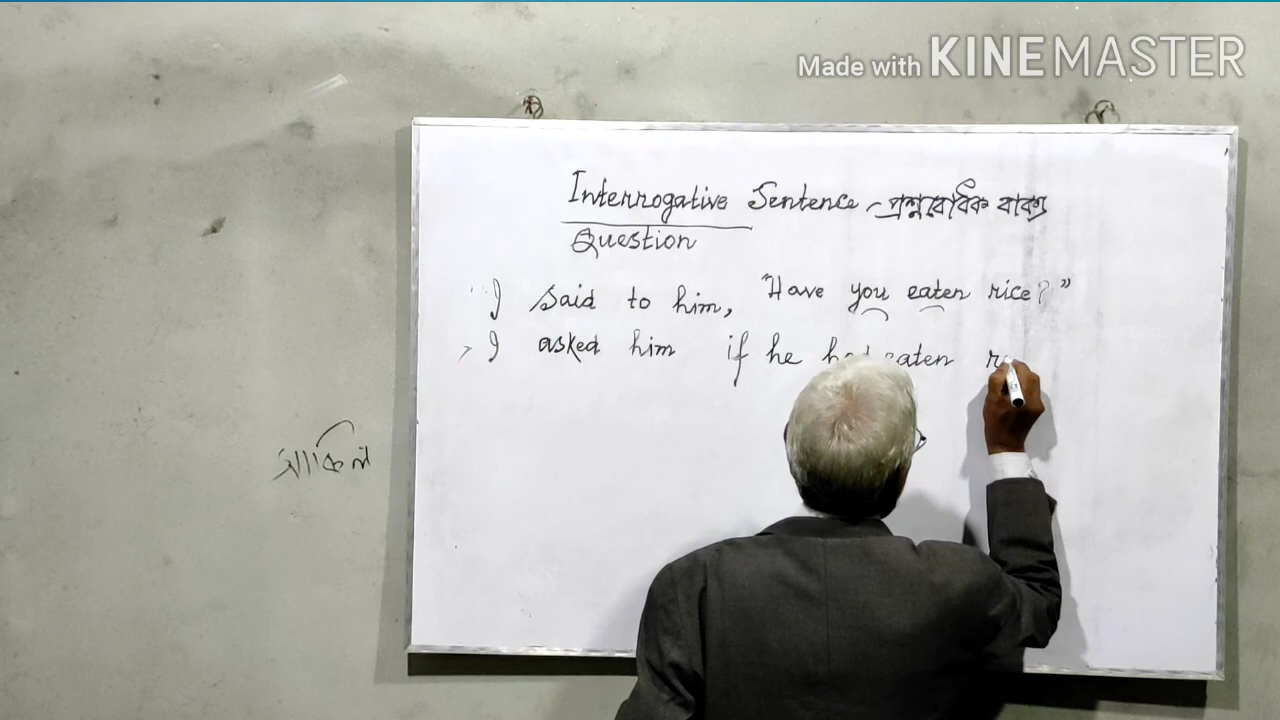 Made with KINEMASTER
Interrogative Sentence - প্রশ্নবোধক বাক্য
Question
I said to him, "Have you eaten rice?"
> I asked him if he had eaten